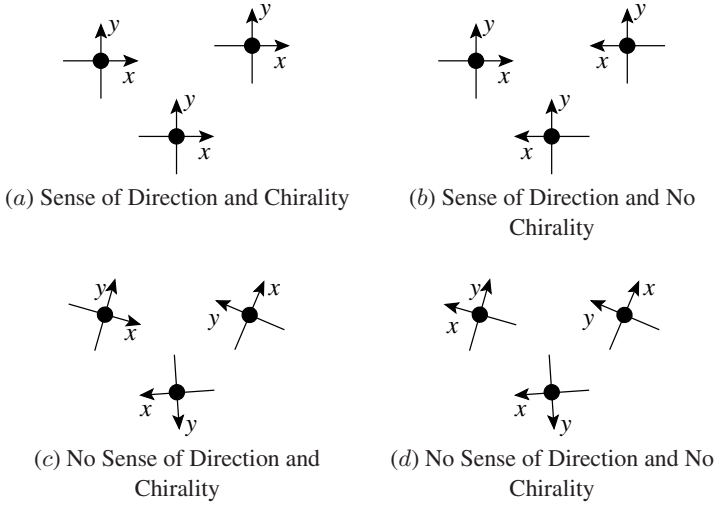 y
x
y
x
y
x
y
x
y
x
y
x
(a) Sense of Direction and Chirality
(b) Sense of Direction and No
Chirality
y
x
x
y
x
y
y
x
x
y
x
y
(c) No Sense of Direction and
Chirality
(d) No Sense of Direction and No
Chirality